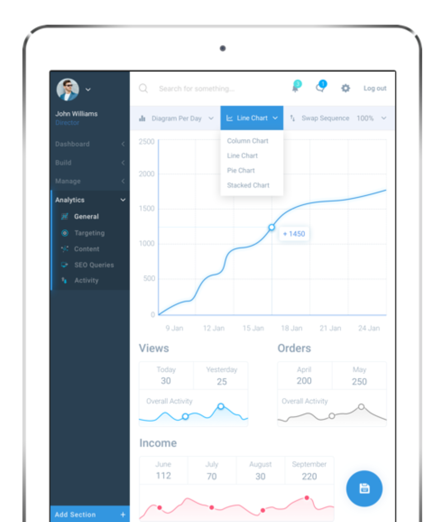 Search for something...
Log out
John Williams
Director
Diagram Per Day
Line Chart
Swap Sequence
100%
Column Chart
Line Chart
Pie Chart
Stacked Chart
Dashboard
Build
Manage
Analytics
General
Targeting
Content
SEO Queries
Activity
2500
1500
1000
500
0
+ 1450
9 Jan
12 Jan
15 Jan
18 Jan
21 Jan
24 Jan
Views
Orders
Today
Yesterday
April
May
30
25
200
250
Overall Activity
Overall Activity
Income
June
July
August
September
112
70
30
220
Add Section +